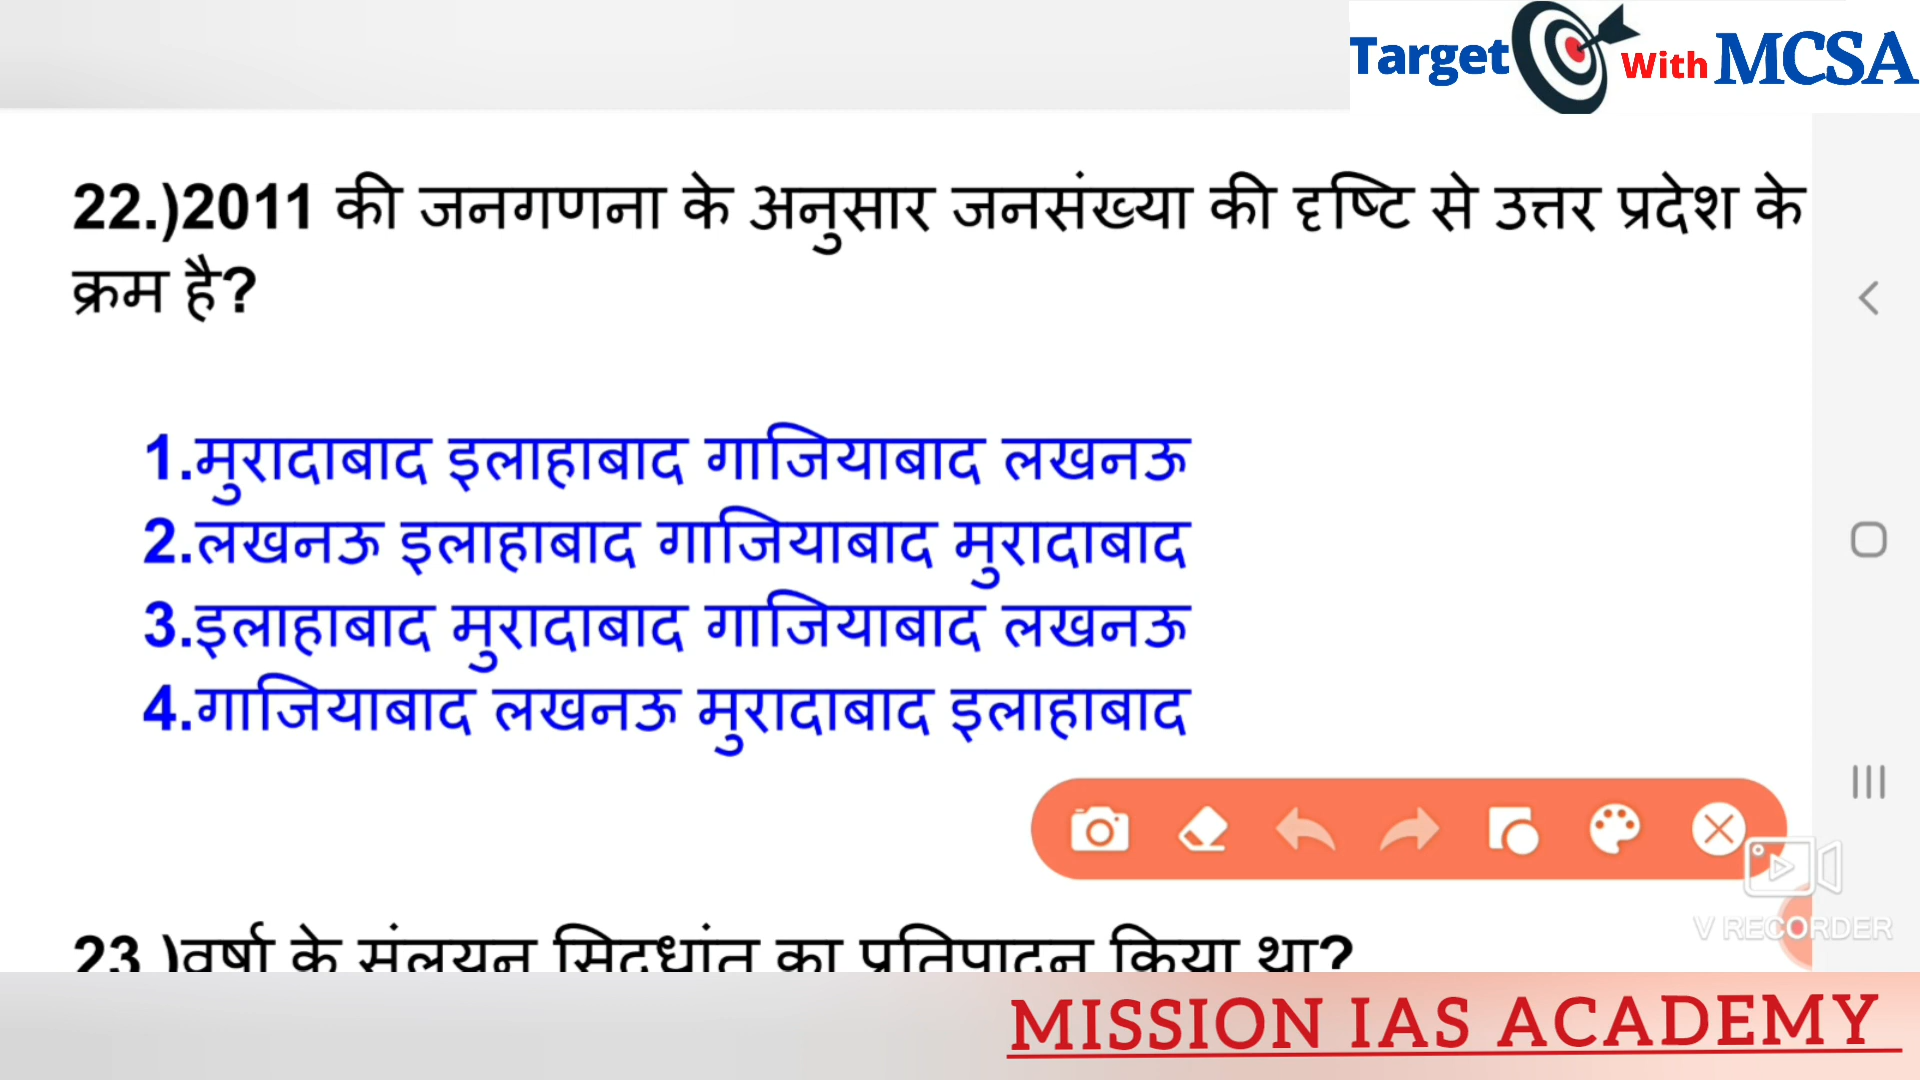 Target With MCSA
22.)2011 की जनगणना के अनुसार जनसंख्या की दृष्टि से उत्तर प्रदेश के
क्रम है?
1.मुरादाबाद इलाहाबाद गाजियाबाद लखनऊ
2.लखनऊ इलाहाबाद गाजियाबाद मुरादाबाद
3.इलाहाबाद मुरादाबाद गाजियाबाद लखनऊ
4.गाजियाबाद लखनऊ मुरादाबाद इलाहाबाद
V RECORDER
23.)वर्षा के संलयन सिद्धांत का प्रतिपादन किया था?
MISSION IAS ACADEMY